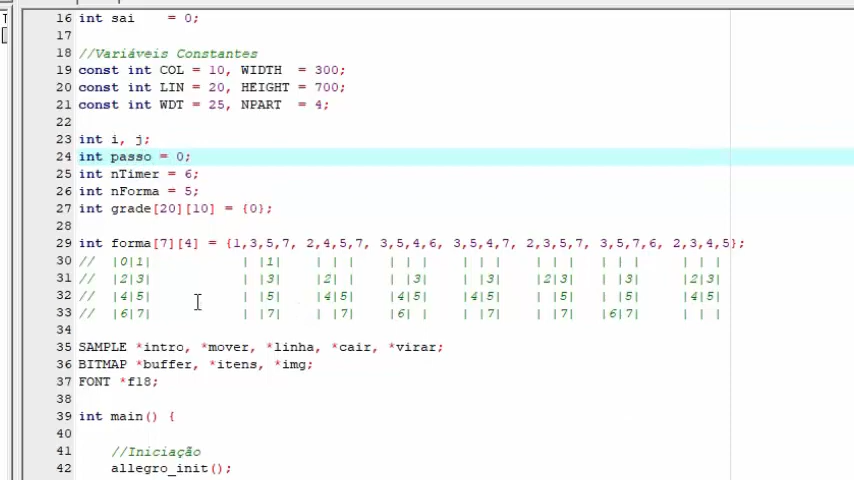 16 int sai    = 0;
17
18 //Variáveis Constantes
19 const int COL = 10, WIDTH  = 300;
20 const int LIN = 20, HEIGHT = 700;
21 const int WDT = 25, NPART  = 4;
22
23 int i, j;
24 int passo = 0;
25 int nTimer = 6;
26 int nForma = 5;
27 int grade[20][10] = {0};
28
29 int forma[7][4] = {1,3,5,7, 2,4,5,7, 3,5,4,6, 3,5,4,7, 2,3,5,7, 3,5,7,6, 2,3,4,5};
30 //  |0|1|           | |1|    | | |    | | |    | | |    | | |    | | |     | | |
31 //  |2|3|           | |3|    |2| |    | |3|    | |3|    |2|3|    | |3|     |2|3|
32 //  |4|5|           | |5|    |4|5|    |4|5|    |4|5|    | |5|    | |5|     |4|5|
33 //  |6|7|           | |7|    | |7|    |6| |    | |7|    | |7|    |6|7|     | | |
34
35 SAMPLE *intro, *mover, *linha, *cair, *virar;
36 BITMAP *buffer, *itens, *img;
37 FONT *f18;
38
39 int main() {
40
41     //Iniciação
42     allegro_init();